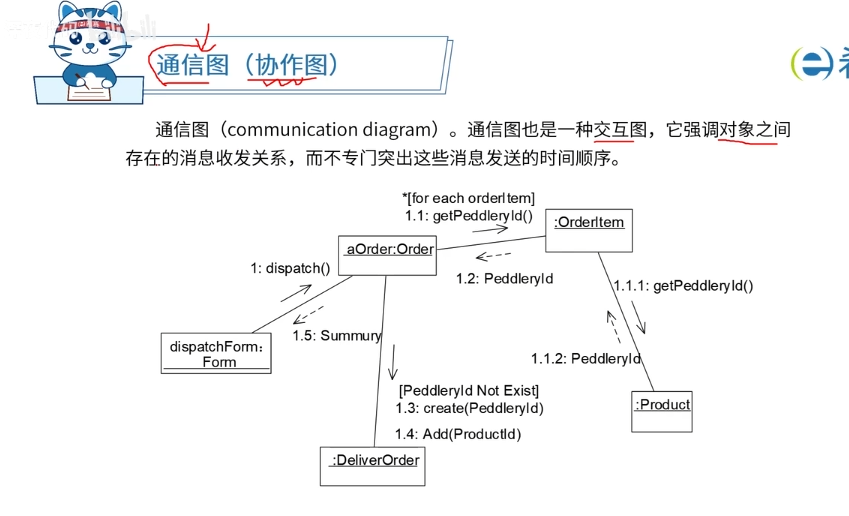 通信图（协作图）
通信图（communication diagram）。通信图也是一种交互图，它强调对象之间
存在的消息收发关系，而不专门突出这些消息发送的时间顺序。
*[for each orderItem]
1.1: getPeddleryId()
:OrderItem
aOrder:Order
1: dispatch()
1.2: PeddleryId
1.1.1: getPeddleryId()
1.5: Summury
dispatchForm：
Form
1.1.2: PeddleryId
[PeddleryId Not Exist]
1.3: create(PeddleryId)
:Product
1.4: Add(ProductId)
:DeliverOrder